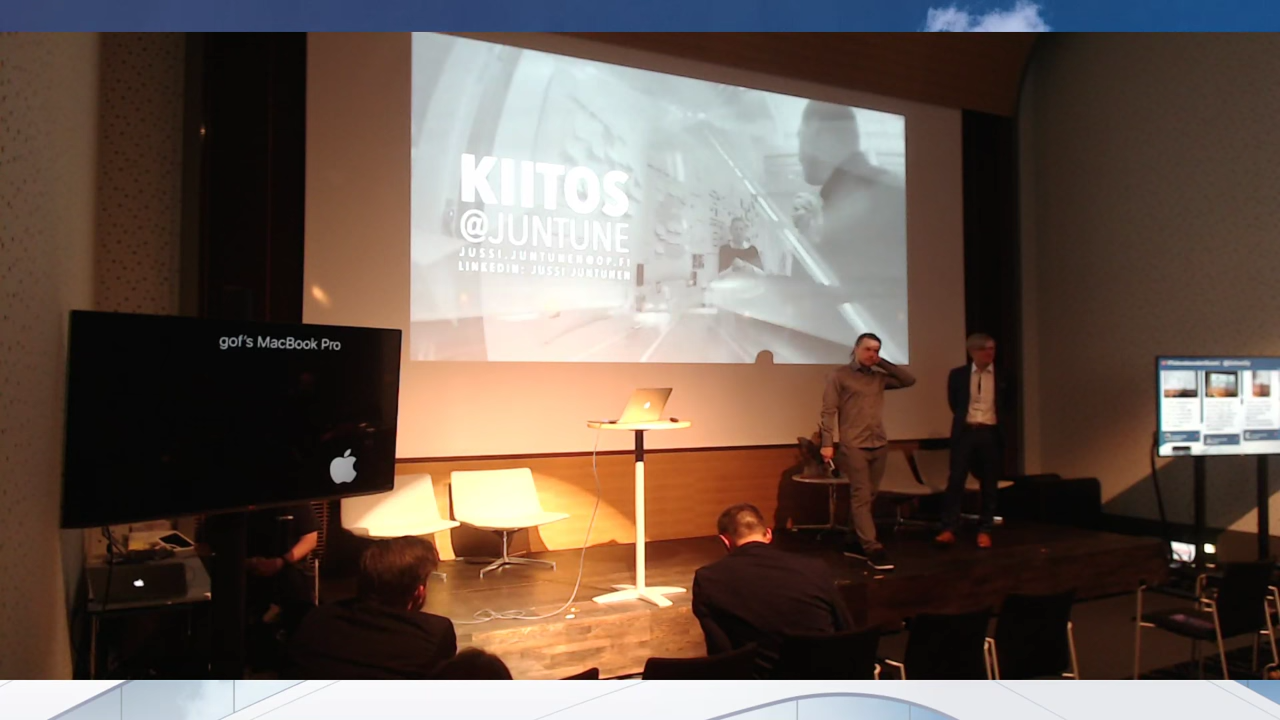 KIITOS
@JUNTUNE
JUSSI.JUNTUNEN@OP.FI
LINKEDIN: JUSSI JUNTUNEN
gof's MacBook Pro